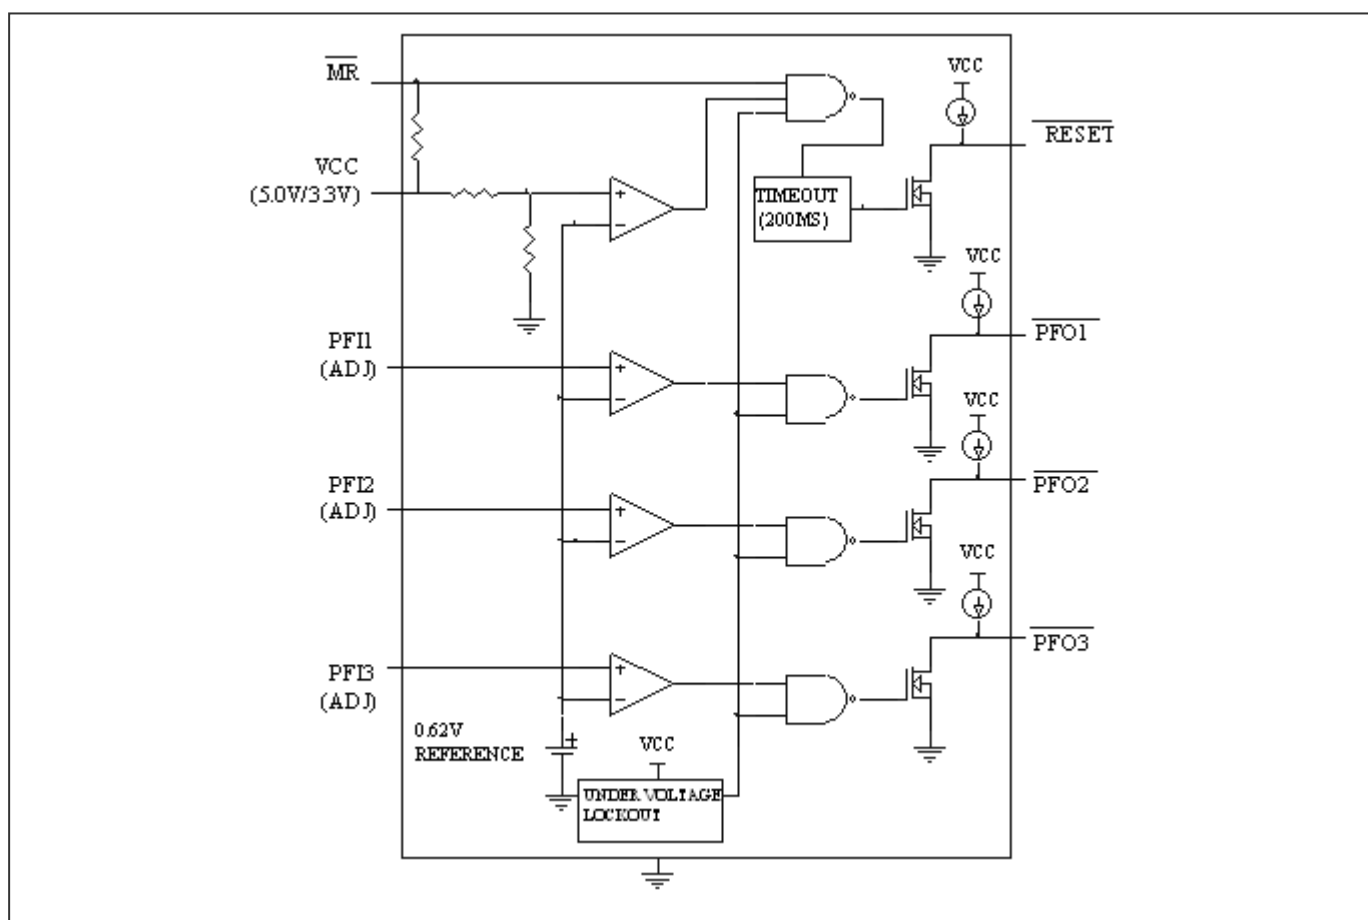 MR
VCC
(5.0V/3.3V)
PFI1
(ADJ)
PFI2
(ADJ)
PFI3
(ADJ)
0.62V
REFERENCE
+
-
+
-
+
-
+
-
+
VCC
UNDER VOLTAGE
LOCKOUT
TIMEOUT
(200MS)
VCC
RESET
VCC
PFO1
VCC
PFO2
VCC
PFO3